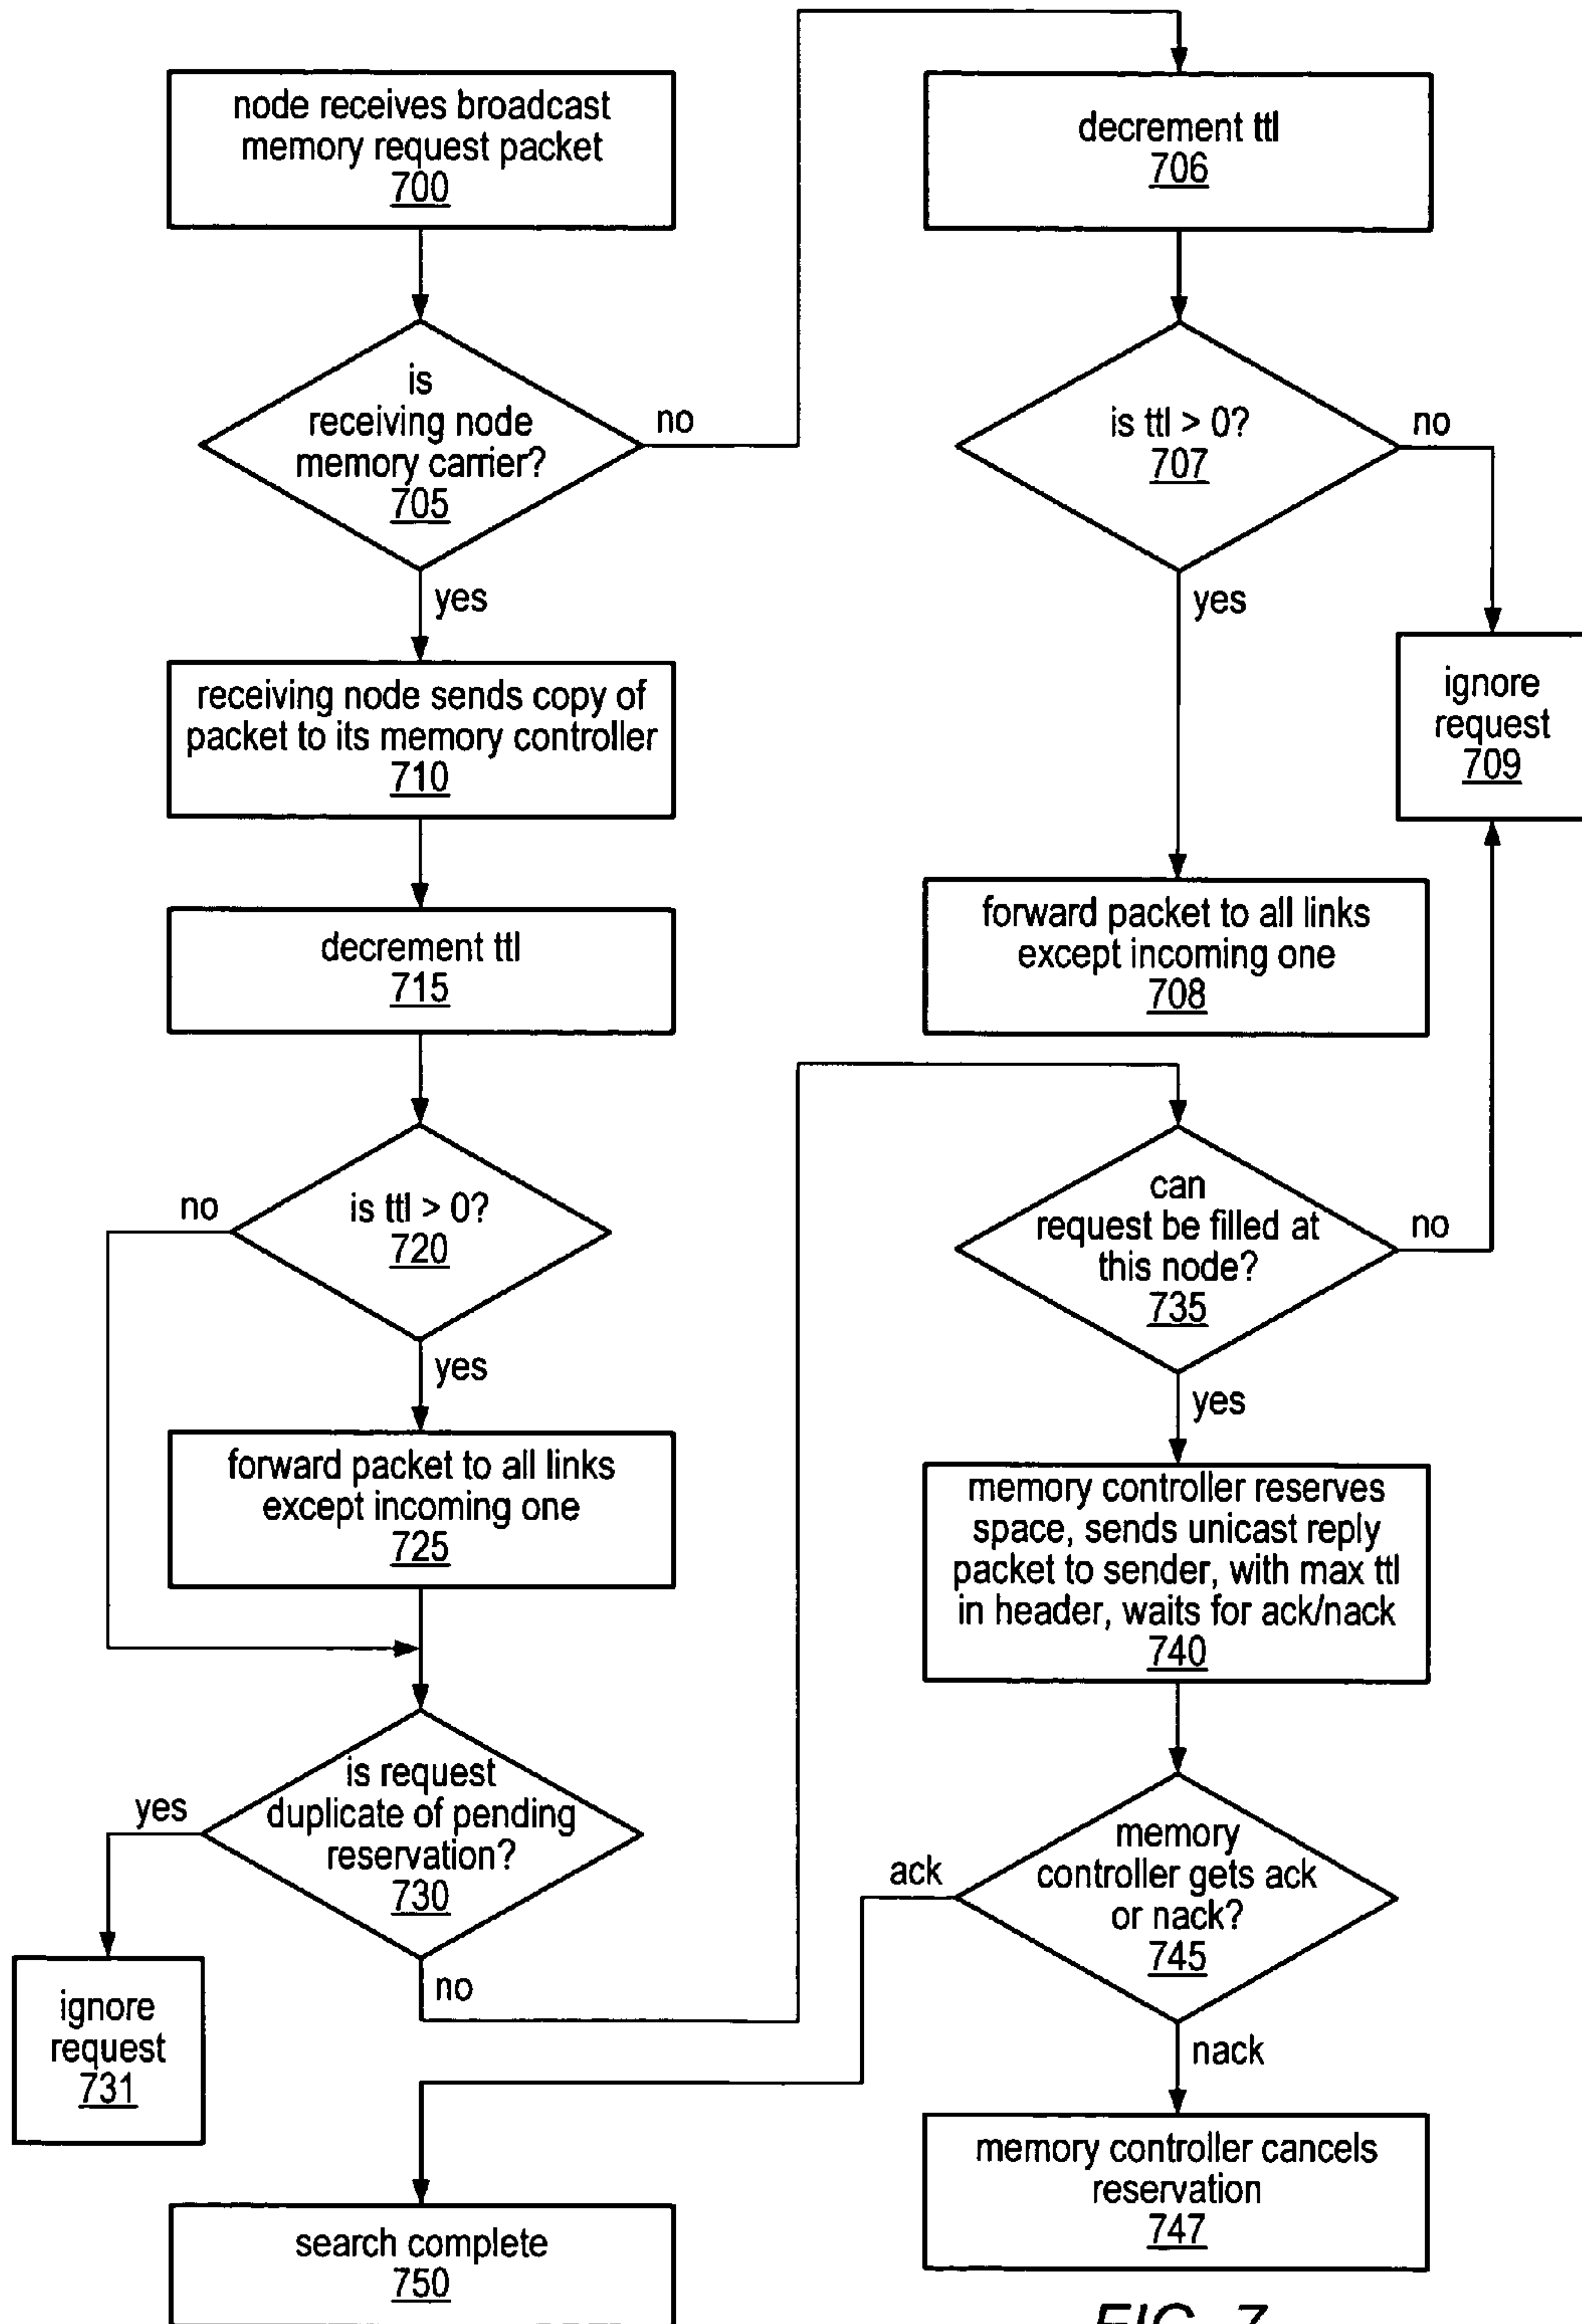 node receives broadcast
memory request packet
700
is
receiving node
memory carrier?
705
no
yes
receiving node sends copy of
packet to its memory controller
710
decrement ttl
715
is ttl > 0?
720
no
yes
forward packet to all links
except incoming one
725
is request
duplicate of pending
reservation?
730
yes
no
ignore
request
731
decrement ttl
706
is ttl > 0?
707
no
yes
ignore
request
709
forward packet to all links
except incoming one
708
can
request be filled at
this node?
735
no
yes
memory controller reserves
space, sends unicast reply
packet to sender, with max ttl
in header, waits for ack/nack
740
memory
controller gets ack
or nack?
745
ack
nack
memory controller cancels
reservation
747
search complete
750
FIG. 7